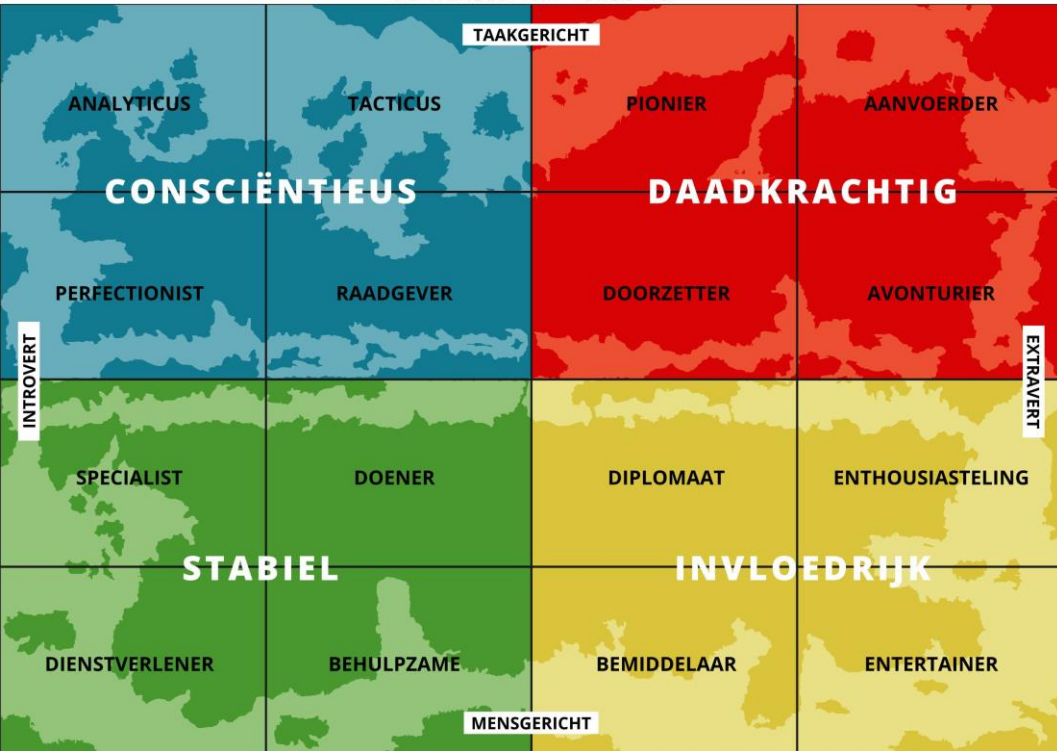 TAAKGERICHT
ANALYTICUS TACTICUS PIONIER AANVOERDER
CONSCIËNTIEUS DAADKRACHTIG
PERFECTIONIST RAADGEVER DOORZETTER AVONTURIER
INTROVERT EXTRAVERT
SPECIALIST DOENER DIPLOMAAT ENTHOUSIASTELING
STABIEL INVLOEDRIJK
DIENSTVERLENER BEHULPZAME BEMIDDELAAR ENTERTAINER
MENSGERICHT